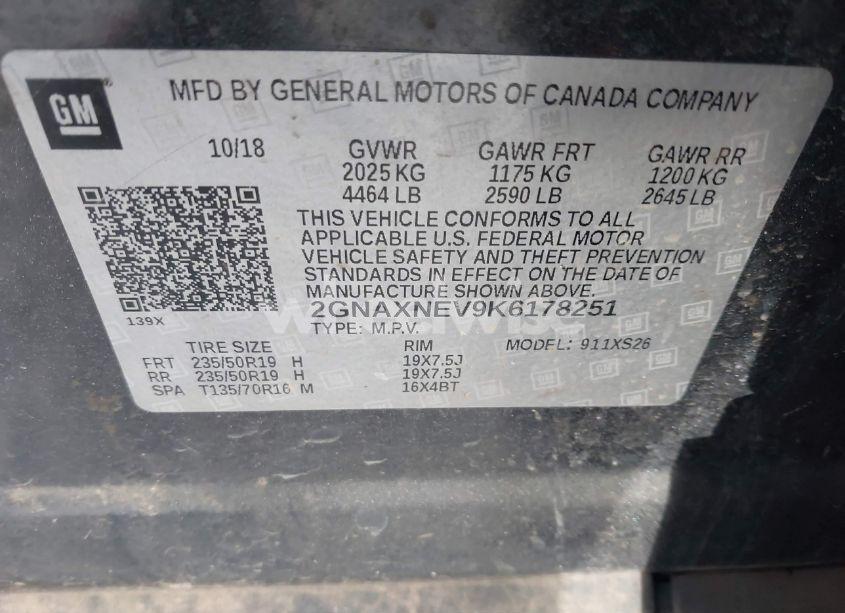 GM
MFD BY GENERAL MOTORS OF CANADA COMPANY
10/18 GVWR GAWR FRT GAWR RR
2025 KG 1175 KG 1200 KG
4464 LB 2590 LB 2645 LB
THIS VEHICLE CONFORMS TO ALL
APPLICABLE U.S. FEDERAL MOTOR
VEHICLE SAFETY AND THEFT PREVENTION
STANDARDS IN EFFECT ON THE DATE OF
MANUFACTURE SHOWN ABOVE.
2GNAXNEV9K6178251
139X
TYPE: M.P.V.
TIRE SIZE RIM MODEL: 911XS26
FRT 235/50R19 H 19X7.5J
RR 235/50R19 H 19X7.5J
SPA T135/70R16 M 16X4BT